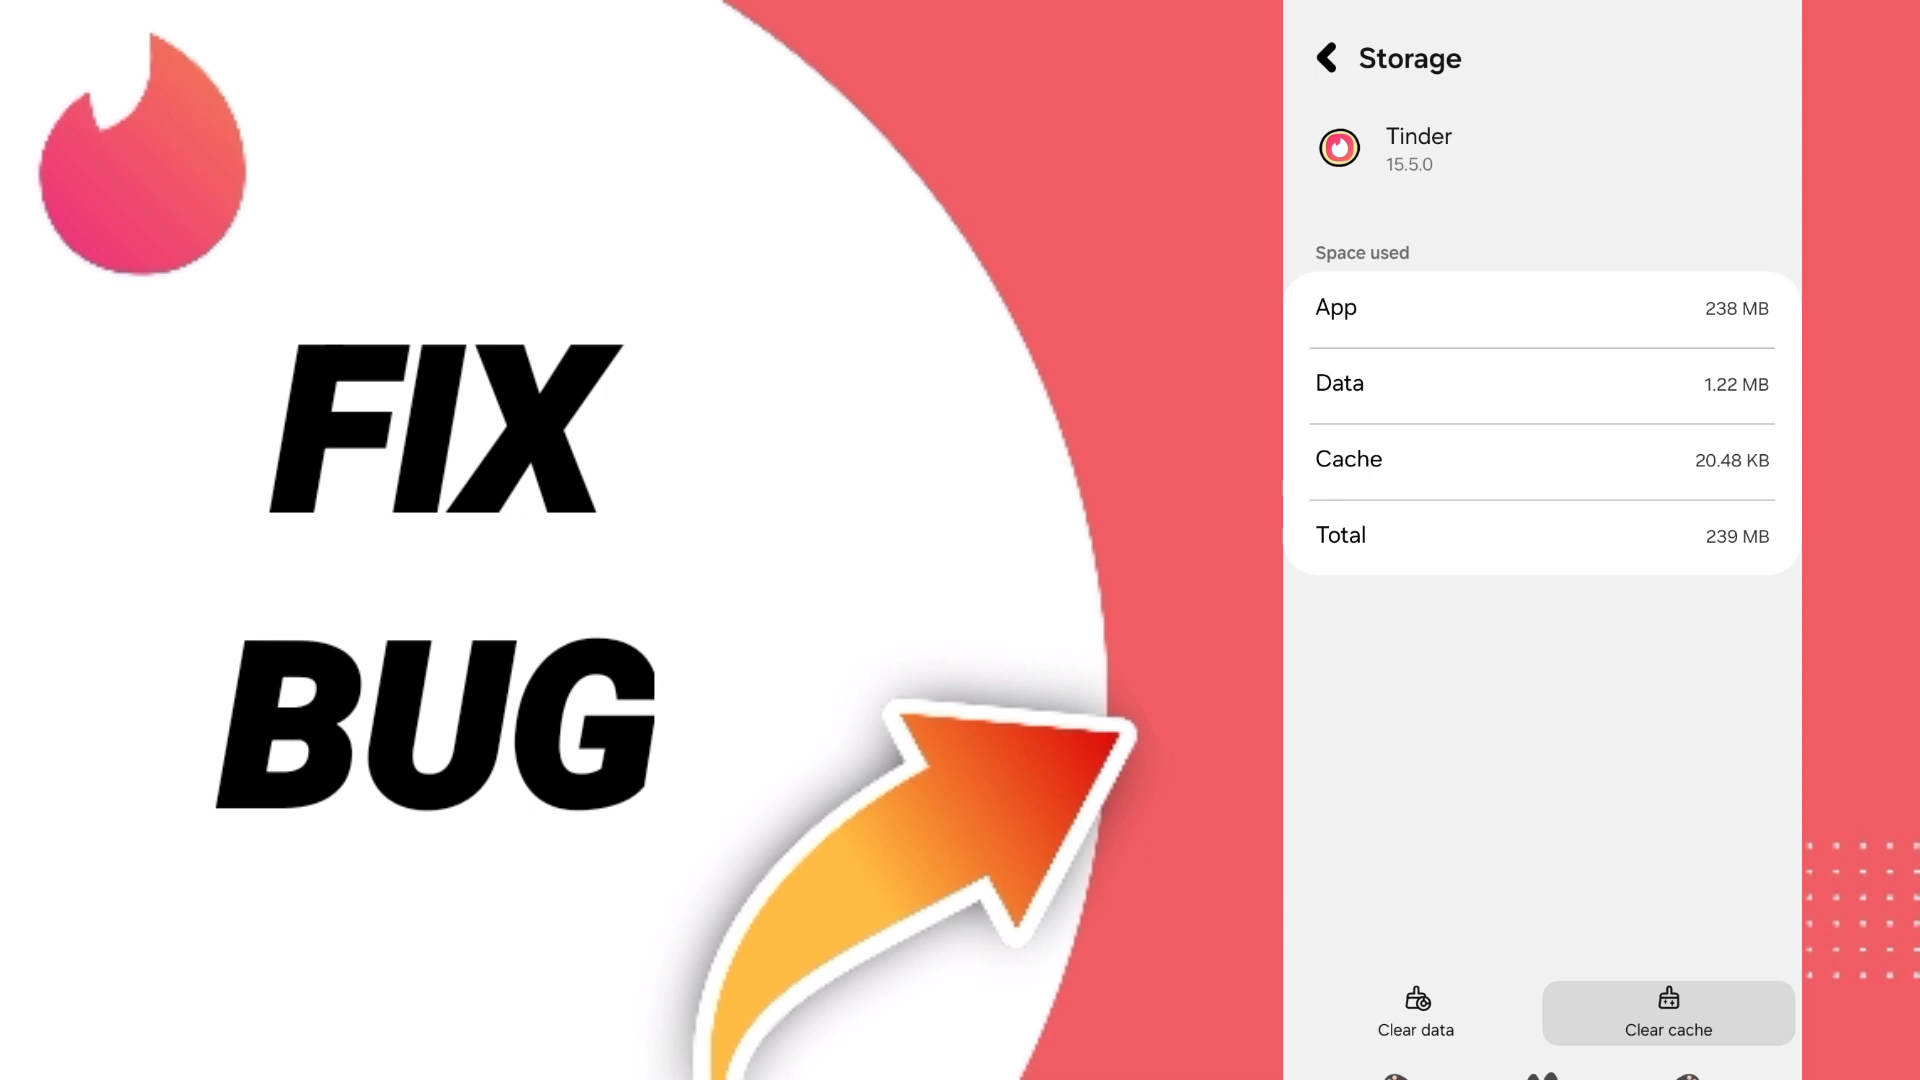 FIX
BUG
Storage
Tinder
15.5.0
Space used
App 238 MB
Data 1.22 MB
Cache 20.48 KB
Total 239 MB
Clear data
Clear cache